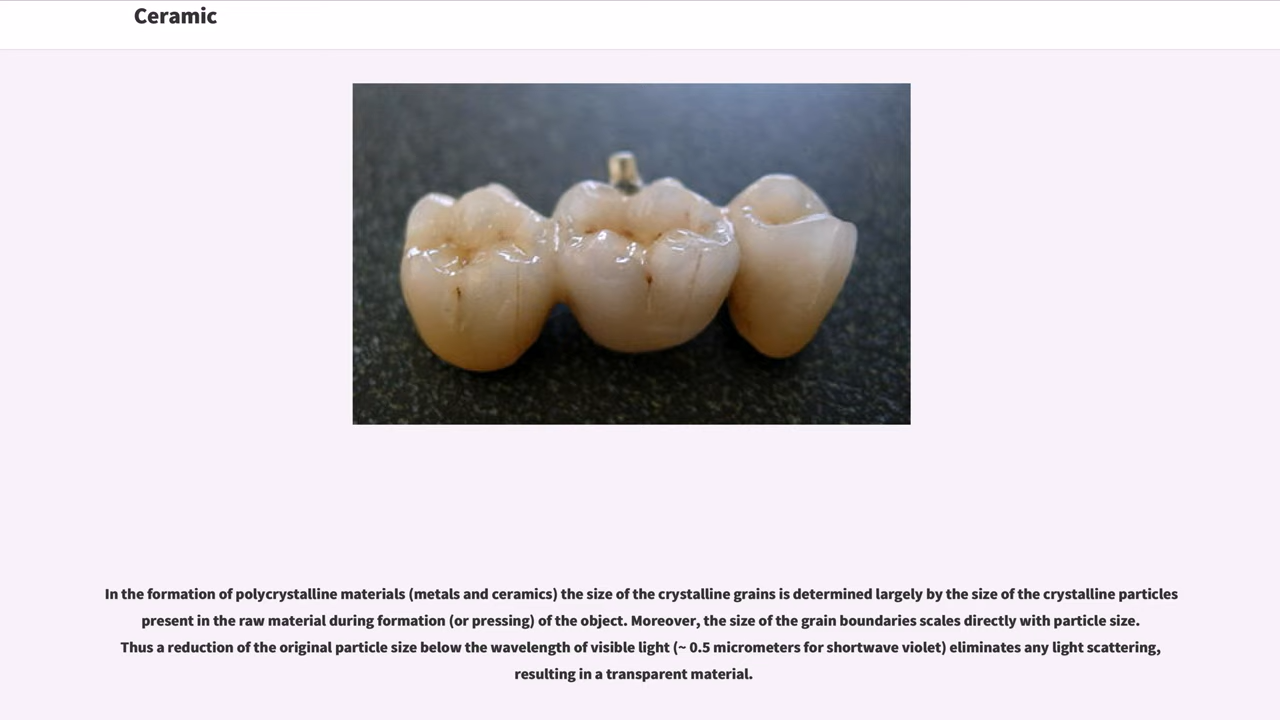 Ceramic
In the formation of polycrystalline materials (metals and ceramics) the size of the crystalline grains is determined largely by the size of the crystalline particles
present in the raw material during formation (or pressing) of the object. Moreover, the size of the grain boundaries scales directly with particle size.
Thus a reduction of the original particle size below the wavelength of visible light (~ 0.5 micrometers for shortwave violet) eliminates any light scattering,
resulting in a transparent material.